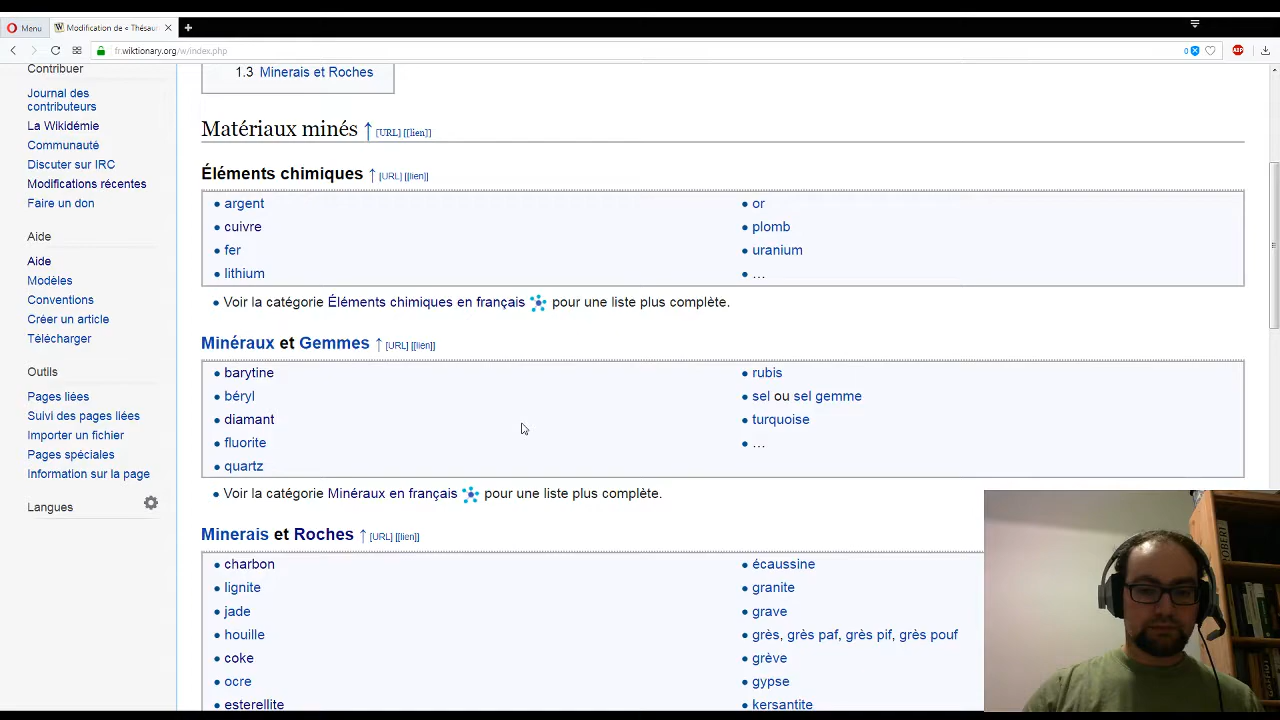 Menu
Modification de « Thésau
fr.wiktionary.org/w/index.php
0
ABP
Contribuer
Journal des
contributeurs
La Wikidémie
Communauté
Discuter sur IRC
Modifications récentes
Faire un don
Aide
Aide
Modèles
Conventions
Créer un article
Télécharger
Outils
Pages liées
Suivi des pages liées
Importer un fichier
Pages spéciales
Information sur la page
Langues
1.3 Minerais et Roches
Matériaux minés ↑ [URL] [[lien]]
Éléments chimiques ↑ [URL] [[lien]]
• argent
• cuivre
• fer
• lithium
• or
• plomb
• uranium
• …
• Voir la catégorie Éléments chimiques en français pour une liste plus complète.
Minéraux et Gemmes ↑ [URL] [[lien]]
• barytine
• béryl
• diamant
• fluorite
• quartz
• rubis
• sel ou sel gemme
• turquoise
• …
• Voir la catégorie Minéraux en français pour une liste plus complète.
Minerais et Roches ↑ [URL] [[lien]]
• charbon
• lignite
• jade
• houille
• coke
• ocre
• esterellite
• écaussine
• granite
• grave
• grès, grès paf, grès pif, grès pouf
• grève
• gypse
• kersantite
ROBERT
GAFFIOT